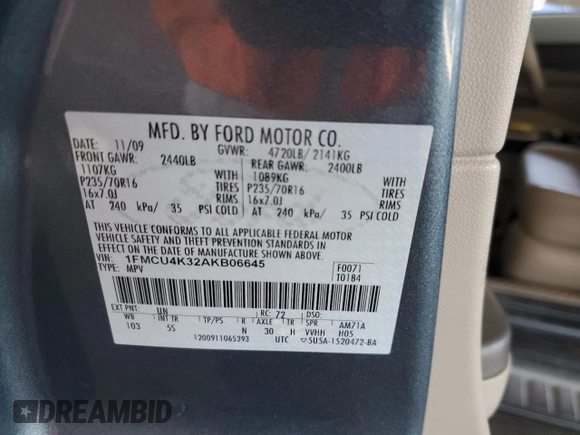 MFD. BY FORD MOTOR CO.
DATE: 11/09 GVWR: 4720LB/ 2141KG
FRONT GAWR: 2440LB REAR GAWR: 2400LB
1107KG WITH 1089KG WITH
P235/70R16 TIRES P235/70R16 TIRES
16x7.0J RIMS 16x7.0J RIMS
AT 240 kPa/ 35 PSI COLD AT 240 kPa/ 35 PSI COLD
THIS VEHICLE CONFORMS TO ALL APPLICABLE FEDERAL MOTOR
VEHICLE SAFETY AND THEFT PREVENTION STANDARDS IN
EFFECT ON THE DATE OF MANUFACTURE SHOWN ABOVE.
VIN: 1FMCU4K32AKB06645 F0071
TYPE: MPV T0184
EXT PNT: UN RC: 72 DSO:
WB INT TR TP/PS R AXLE TR SPR AM71A
103 5S N 30 H VVHH H05
1200911065393 UTC ▽5U5A-1520472-BA
DREAMBID